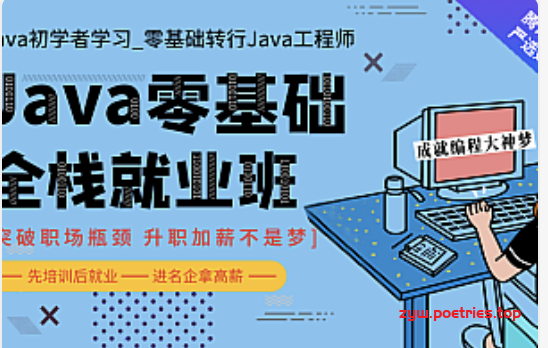 Java初学者学习_零基础转行Java工程师
Java零基础
全栈就业班
突破职场瓶颈 升职加薪不是梦]
先培训后就业 — 进名企拿高薪
成就编程大神梦
zyw.poetries.top